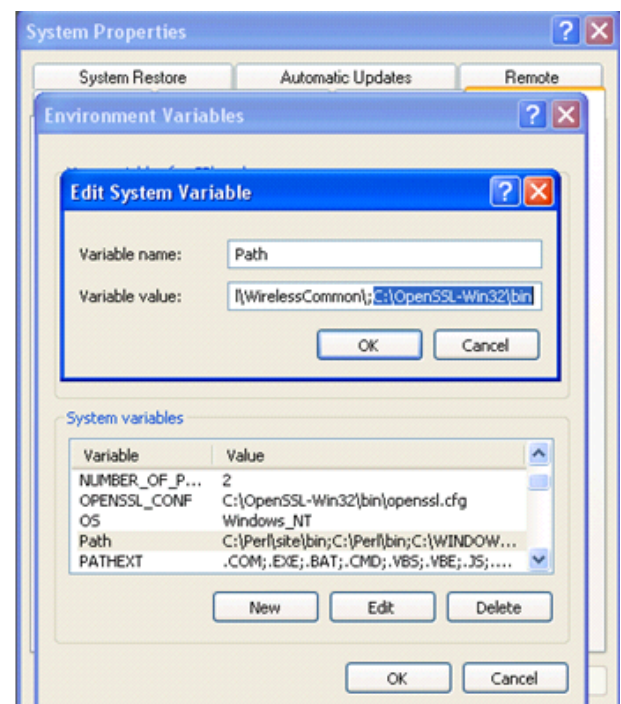 System Properties
System Restore Automatic Updates Remote
Environment Variables
Edit System Variable
Variable name: Path
Variable value: l\WirelessCommon\;C:\OpenSSL-Win32\bin
OK Cancel
System variables
Variable Value
NUMBER_OF_P... 2
OPENSSL_CONF C:\OpenSSL-Win32\bin\openssl.cfg
OS Windows_NT
Path C:\Perl\site\bin;C:\Perl\bin;C:\WINDOW...
PATHEXT .COM;.EXE;.BAT;.CMD;.VBS;.VBE;.JS;....
New Edit Delete
OK Cancel